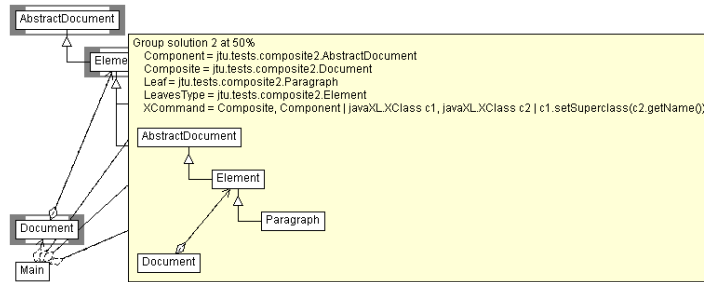 AbstractDocument
Eleme
Group solution 2 at 50%
Component = jtu.tests.composite2.AbstractDocument
Composite = jtu.tests.composite2.Document
Leaf = jtu.tests.composite2.Paragraph
LeavesType = jtu.tests.composite2.Element
XCommand = Composite, Component | javaXL.XClass c1, javaXL.XClass c2 | c1.setSuperclass(c2.getName())
AbstractDocument
Element
Paragraph
Document
Document
Main